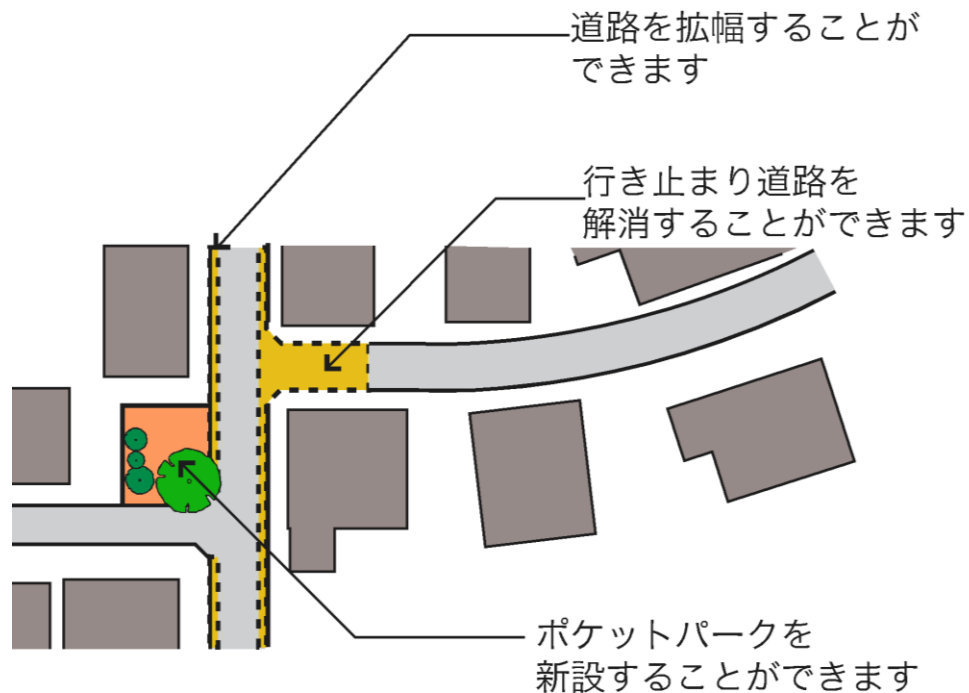 道路を拡幅することが
できます
行き止まり道路を
解消することができます
ポケットパークを
新設することができます